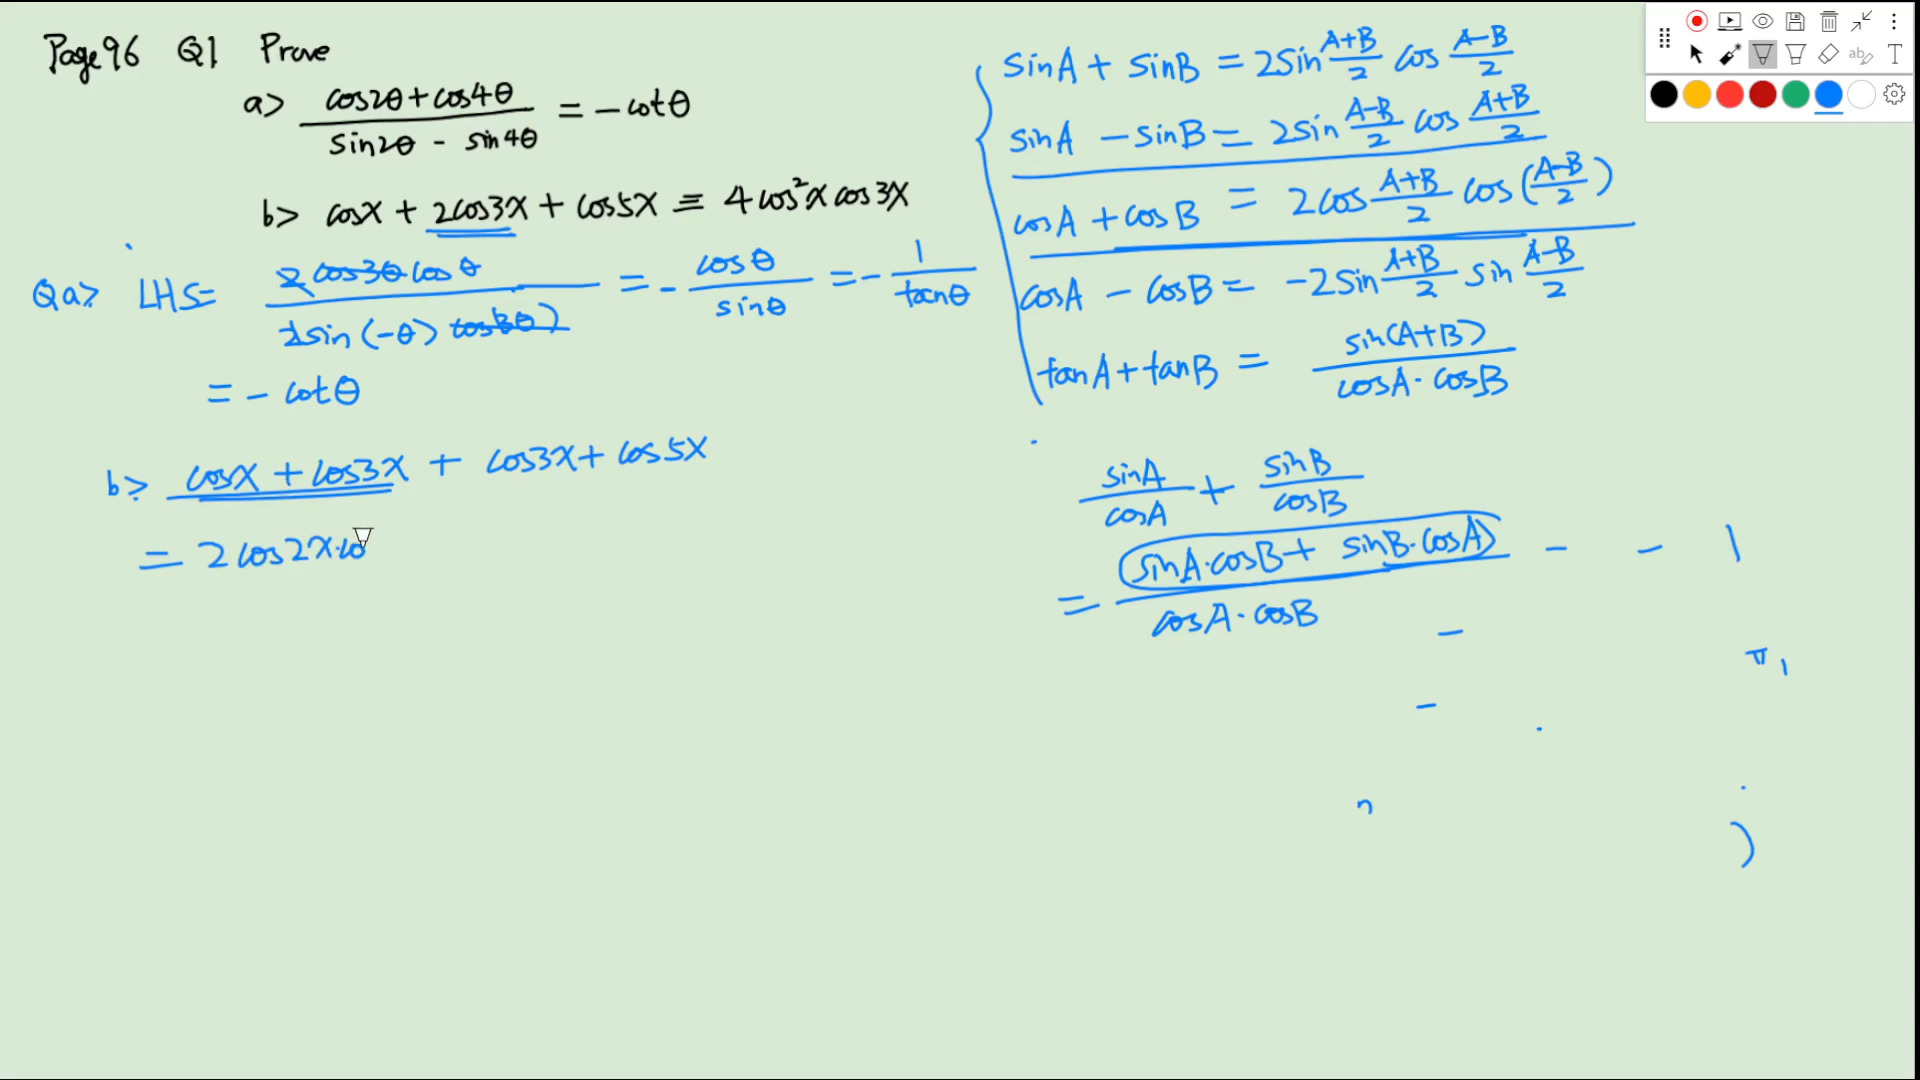 Page 96 Q1 Prove
a> (cos2θ + cos4θ)/(sin2θ - sin4θ) = - cotθ
b> cosx + 2cos3x + cos5x ≡ 4cos²x cos3x
Qa> LHS = (2cos3θcosθ)/(2sin(-θ)cos3θ) = - cosθ/sinθ = - 1/tanθ
= - cotθ
b> cosx + cos3x + cos3x + cos5x
= 2cos2x·co
sinA + sinB = 2sin (A+B)/2 cos (A-B)/2
sinA - sinB = 2sin (A-B)/2 cos (A+B)/2
cosA + cosB = 2cos (A+B)/2 cos ((A-B)/2)
cosA - cosB = -2sin (A+B)/2 sin (A-B)/2
tanA + tanB = sin(A+B)/(cosA·cosB)
sinA/cosA + sinB/cosB
= (sinA·cosB + sinB·cosA)/(cosA·cosB)